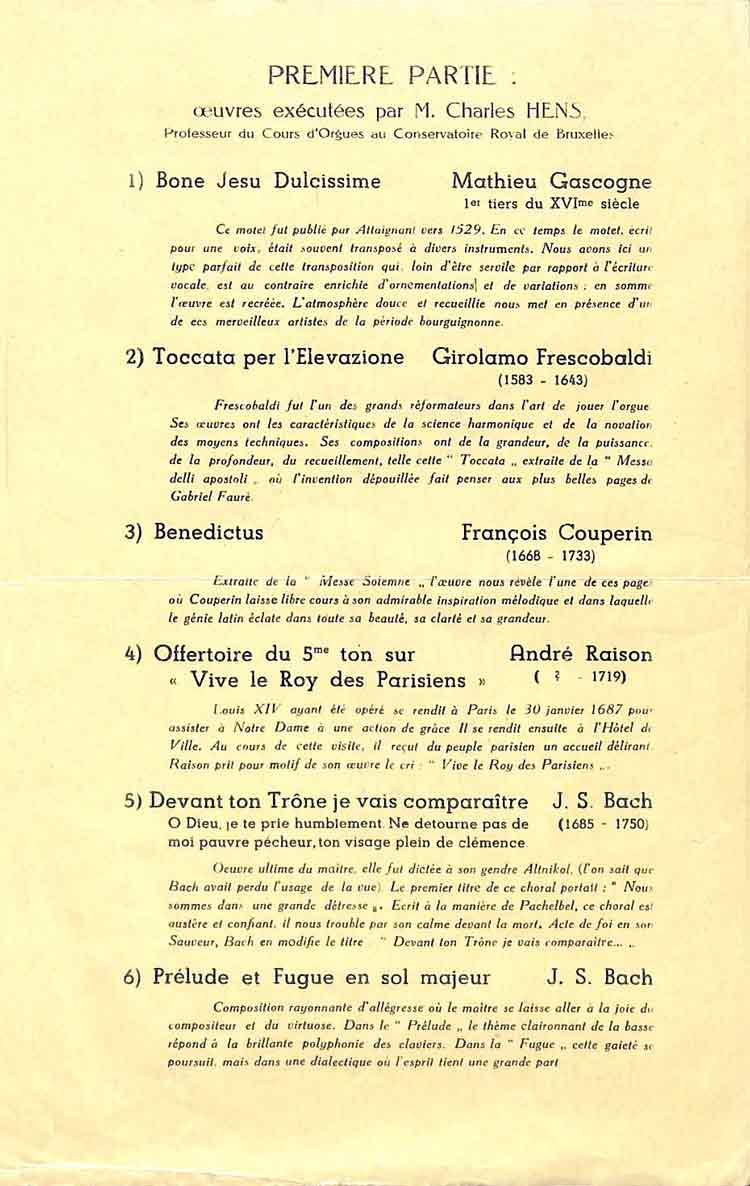 PREMIERE PARTIE :
œuvres exécutées par M. Charles HENS,
Professeur du Cours d'Orgues au Conservatoire Royal de Bruxelles
1) Bone Jesu Dulcissime Mathieu Gascogne
1er tiers du XVIme siècle
Ce motet fut publié par Attaignant vers 1529. En ce temps le motet, écrit
pour une voix, était souvent transposé à divers instruments. Nous avons ici un
type parfait de cette transposition qui, loin d'être servile par rapport à l'écriture
vocale, est au contraire enrichie d'ornementations et de variations ; en somme
l'œuvre est recréée. L'atmosphère douce et recueillie nous met en présence d'un
de ces merveilleux artistes de la période bourguignonne.
2) Toccata per l'Elevazione Girolamo Frescobaldi
(1583 - 1643)
Frescobaldi fut l'un des grands réformateurs dans l'art de jouer l'orgue
Ses œuvres ont les caractéristiques de la science harmonique et de la novation
des moyens techniques. Ses compositions ont de la grandeur, de la puissance,
de la profondeur, du recueillement, telle cette " Toccata „ extraite de la " Messa
delli apostoli „ où l'invention dépouillée fait penser aux plus belles pages de
Gabriel Fauré.
3) Benedictus François Couperin
(1668 - 1733)
Extraite de la " Messe Solemne „ l'œuvre nous révèle l'une de ces pages
où Couperin laisse libre cours à son admirable inspiration mélodique et dans laquelle
le génie latin éclate dans toute sa beauté, sa clarté et sa grandeur.
4) Offertoire du 5me ton sur André Raison
« Vive le Roy des Parisiens » ( ? - 1719)
Louis XIV ayant été opéré se rendit à Paris le 30 janvier 1687 pour
assister à Notre Dame à une action de grâce Il se rendit ensuite à l'Hôtel de
Ville. Au cours de cette visite, il reçut du peuple parisien un accueil délirant.
Raison prit pour motif de son œuvre le cri : " Vive le Roy des Parisiens „.
5) Devant ton Trône je vais comparaître J. S. Bach
O Dieu, je te prie humblement. Ne detourne pas de (1685 - 1750)
moi pauvre pécheur, ton visage plein de clémence
Oeuvre ultime du maître, elle fut dictée à son gendre Altnikol, (l'on sait que
Bach avait perdu l'usage de la vue). Le premier titre de ce choral portait : " Nous
sommes dans une grande détresse „. Ecrit à la manière de Pachelbel, ce choral est
austère et confiant, il nous trouble par son calme devant la mort. Acte de foi en son
Sauveur, Bach en modifie le titre " Devant ton Trône je vais comparaître... „
6) Prélude et Fugue en sol majeur J. S. Bach
Composition rayonnante d'allégresse où le maître se laisse aller à la joie du
compositeur et du virtuose. Dans le " Prélude „ le thème claironnant de la basse
répond à la brillante polyphonie des claviers. Dans la " Fugue „ cette gaieté se
poursuit, mais dans une dialectique où l'esprit tient une grande part